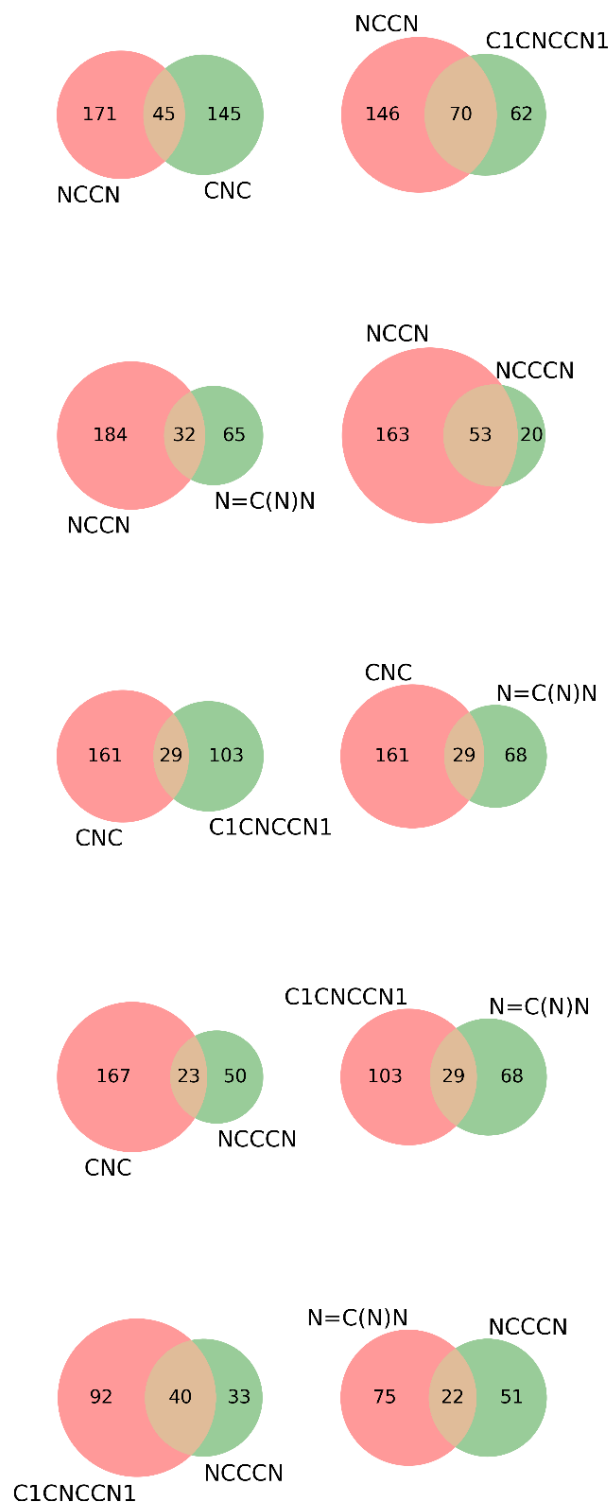 NCCN
C1CNCCN1
171 45 145
146 70 62
NCCN
CNC
NCCN
NCCCN
184 32 65
163 53 20
N=C(N)N
NCCN
CNC
N=C(N)N
161 29 103
161 29 68
C1CNCCN1
CNC
C1CNCCN1
N=C(N)N
167 23 50
103 29 68
NCCCN
CNC
N=C(N)N
NCCCN
92 40 33
75 22 51
NCCCN
C1CNCCN1